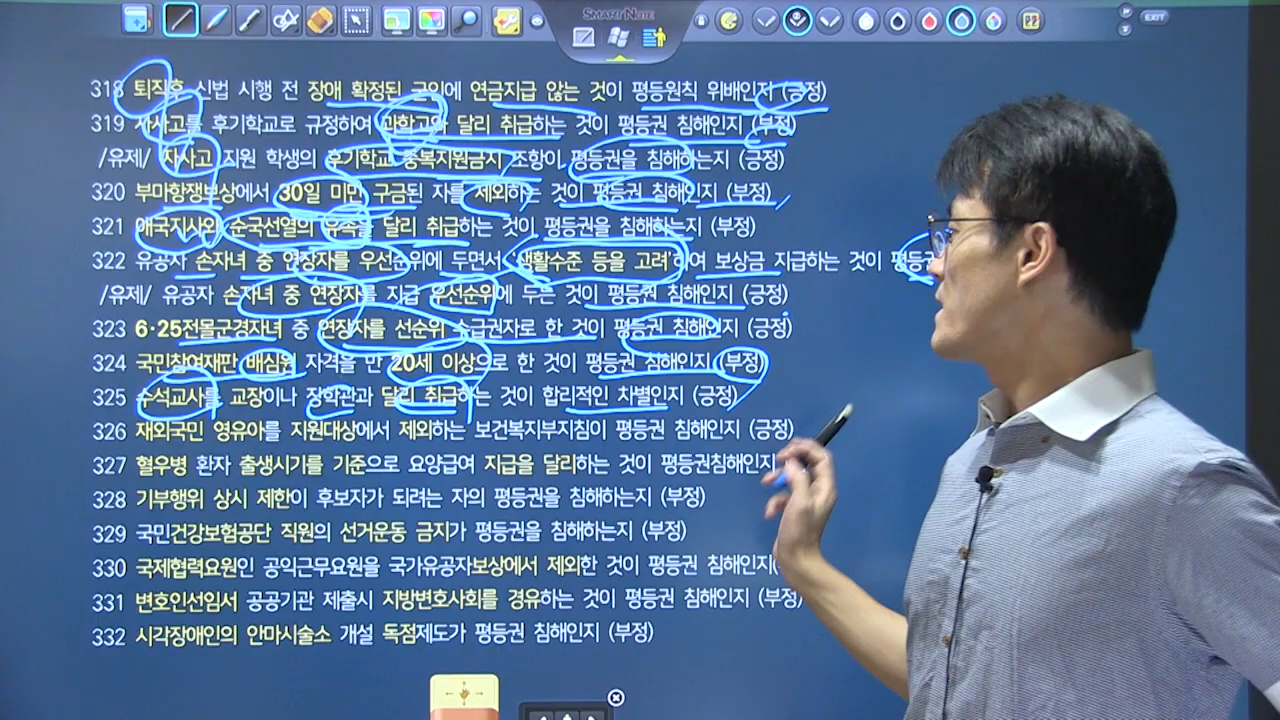 SMARTNOTE
EXIT
318 퇴직후 신법 시행 전 장애 확정된 군인에 연금지급 않는 것이 평등원칙 위배인지 (긍정)
319 자사고를 후기학교로 규정하여 과학고와 달리 취급하는 것이 평등권 침해인지 (부정)
/유제/ 자사고 지원 학생의 후기학교 중복지원금지 조항이 평등권을 침해하는지 (긍정)
320 부마항쟁보상에서 30일 미만 구금된 자를 제외하는 것이 평등권 침해인지 (부정)
321 애국지사와 순국선열의 유족을 달리 취급하는 것이 평등권을 침해하는지 (부정)
322 유공자 손자녀 중 연장자를 우선순위에 두면서 '생활수준 등을 고려'하여 보상금 지급하는 것이 평등권
/유제/ 유공자 손자녀 중 연장자를 지급 우선순위에 두는 것이 평등권 침해인지 (긍정)
323 6·25전몰군경자녀 중 연장자를 선순위 수급권자로 한 것이 평등권 침해인지 (긍정)
324 국민참여재판 배심원 자격을 만 20세 이상으로 한 것이 평등권 침해인지 (부정)
325 수석교사를 교장이나 장학관과 달리 취급하는 것이 합리적인 차별인지 (긍정)
326 재외국민 영유아를 지원대상에서 제외하는 보건복지부지침이 평등권 침해인지 (긍정)
327 혈우병 환자 출생시기를 기준으로 요양급여 지급을 달리하는 것이 평등권침해인지
328 기부행위 상시 제한이 후보자가 되려는 자의 평등권을 침해하는지 (부정)
329 국민건강보험공단 직원의 선거운동 금지가 평등권을 침해하는지 (부정)
330 국제협력요원인 공익근무요원을 국가유공자보상에서 제외한 것이 평등권 침해인지(
331 변호인선임서 공공기관 제출시 지방변호사회를 경유하는 것이 평등권 침해인지 (부정)
332 시각장애인의 안마시술소 개설 독점제도가 평등권 침해인지 (부정)